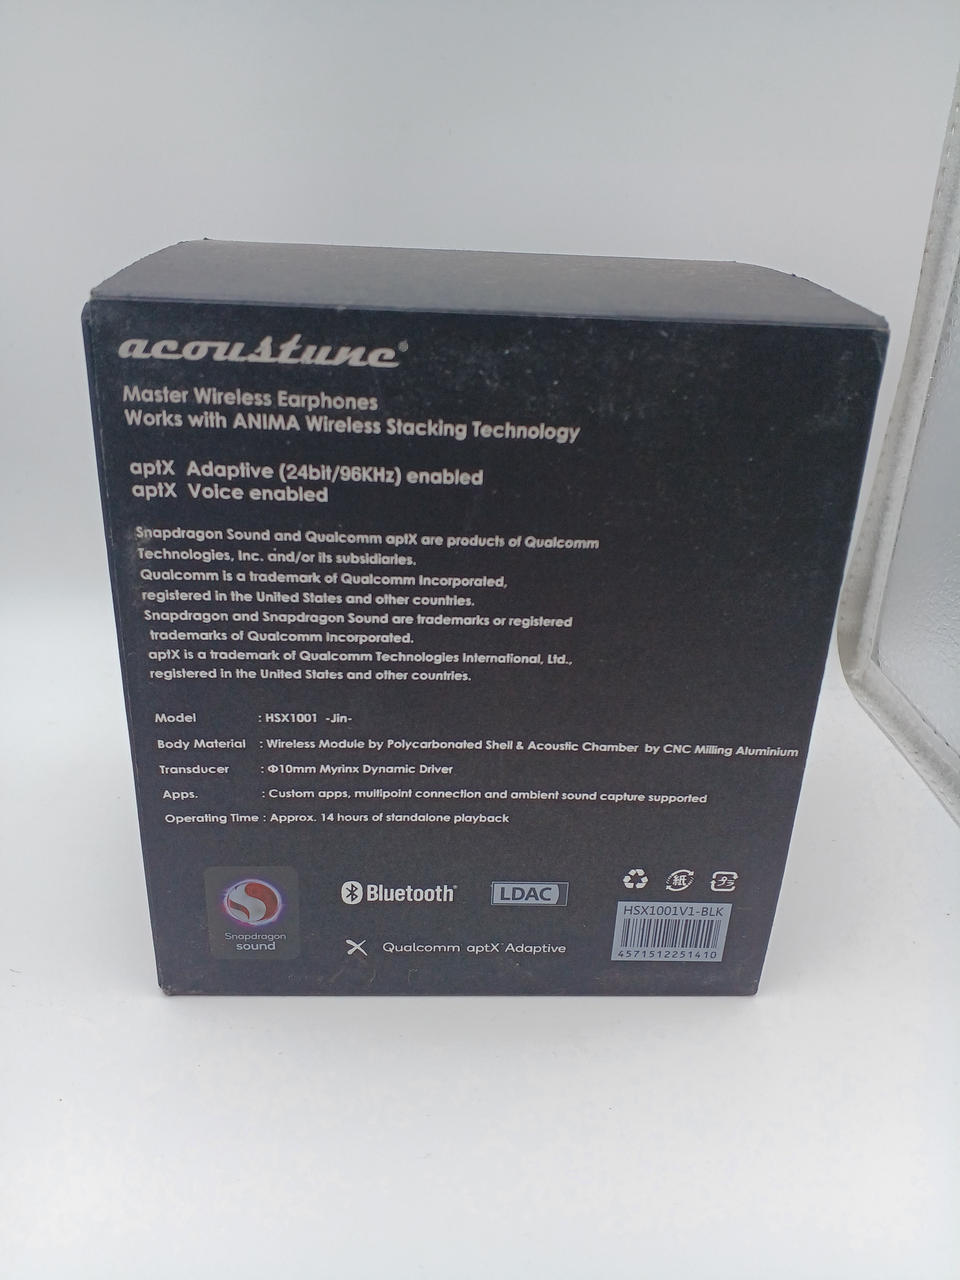 acoustune®
Master Wireless Earphones
Works with ANIMA Wireless Stacking Technology
aptX Adaptive (24bit/96KHz) enabled
aptX Voice enabled
Snapdragon Sound and Qualcomm aptX are products of Qualcomm
Technologies, Inc. and/or its subsidiaries.
Qualcomm is a trademark of Qualcomm Incorporated,
registered in the United States and other countries.
Snapdragon and Snapdragon Sound are trademarks or registered
trademarks of Qualcomm Incorporated.
aptX is a trademark of Qualcomm Technologies International, Ltd.,
registered in the United States and other countries.
Model : HSX1001 -Jin-
Body Material : Wireless Module by Polycarbonated Shell & Acoustic Chamber by CNC Milling Aluminium
Transducer : Φ10mm Myrinx Dynamic Driver
Apps. : Custom apps, multipoint connection and ambient sound capture supported
Operating Time : Approx. 14 hours of standalone playback
Snapdragon
sound
Bluetooth®
LDAC
Qualcomm aptX™ Adaptive
紙
プラ
HSX1001V1-BLK
4571512251410